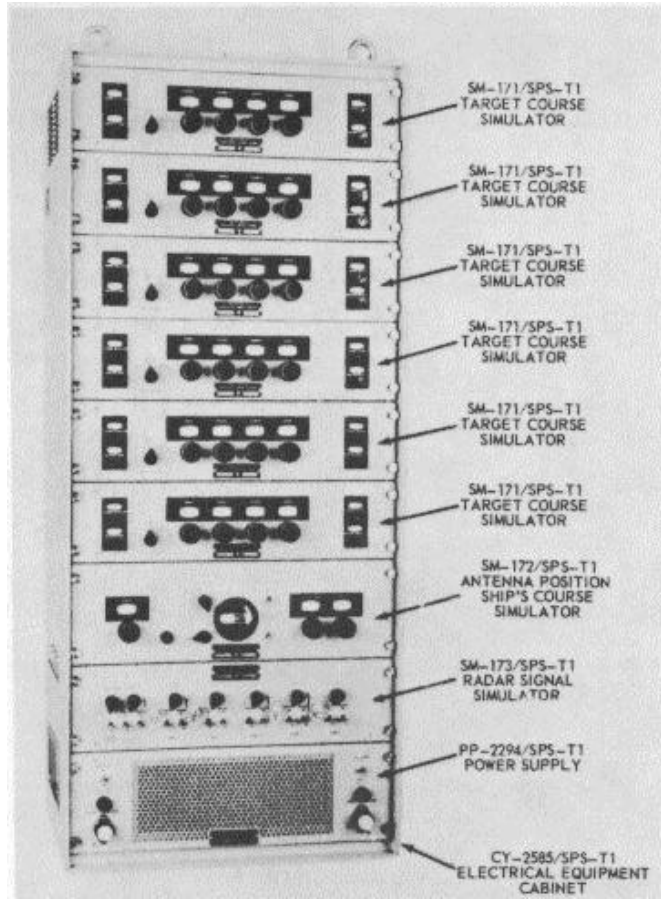 SM-171/SPS-T1
TARGET COURSE
SIMULATOR
SM-171/SPS-T1
TARGET COURSE
SIMULATOR
SM-171/SPS-T1
TARGET COURSE
SIMULATOR
SM-171/SPS-T1
TARGET COURSE
SIMULATOR
SM-171/SPS-T1
TARGET COURSE
SIMULATOR
SM-171/SPS-T1
TARGET COURSE
SIMULATOR
SM-172/SPS-T1
ANTENNA POSITION
SHIP'S COURSE
SIMULATOR
SM-173/SPS-T1
RADAR SIGNAL
SIMULATOR
PP-2294/SPS-T1
POWER SUPPLY
CY-2585/SPS-T1
ELECTRICAL EQUIPMENT
CABINET